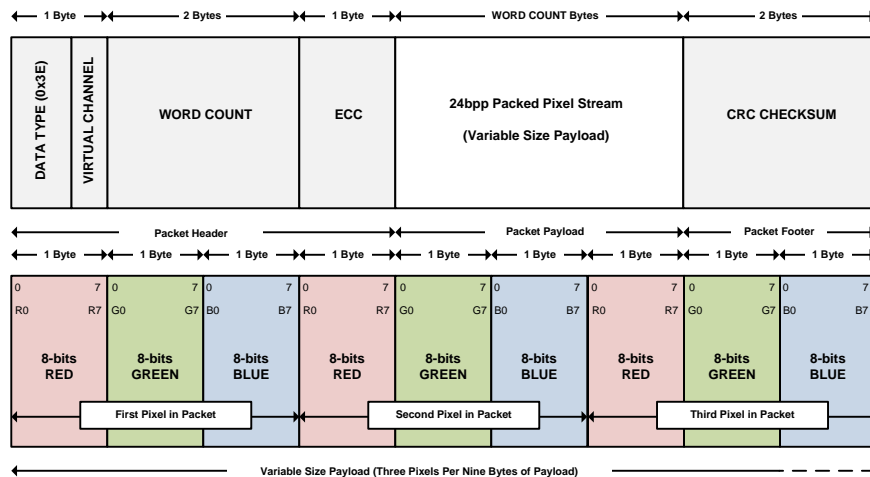 1 Byte 2 Bytes 1 Byte WORD COUNT Bytes 2 Bytes
DATA TYPE (0x3E)
VIRTUAL CHANNEL
WORD COUNT
ECC
24bpp Packed Pixel Stream
(Variable Size Payload)
CRC CHECKSUM
Packet Header Packet Payload Packet Footer
1 Byte 1 Byte 1 Byte 1 Byte 1 Byte 1 Byte 1 Byte 1 Byte 1 Byte
0 7 0 7 0 7 0 7 0 7 0 7 0 7 0 7 0 7
R0 R7 G0 G7 B0 B7 R0 R7 G0 G7 B0 B7 R0 R7 G0 G7 B0 B7
8-bits 8-bits 8-bits 8-bits 8-bits 8-bits 8-bits 8-bits 8-bits
RED GREEN BLUE RED GREEN BLUE RED GREEN BLUE
First Pixel in Packet Second Pixel in Packet Third Pixel in Packet
Variable Size Payload (Three Pixels Per Nine Bytes of Payload)